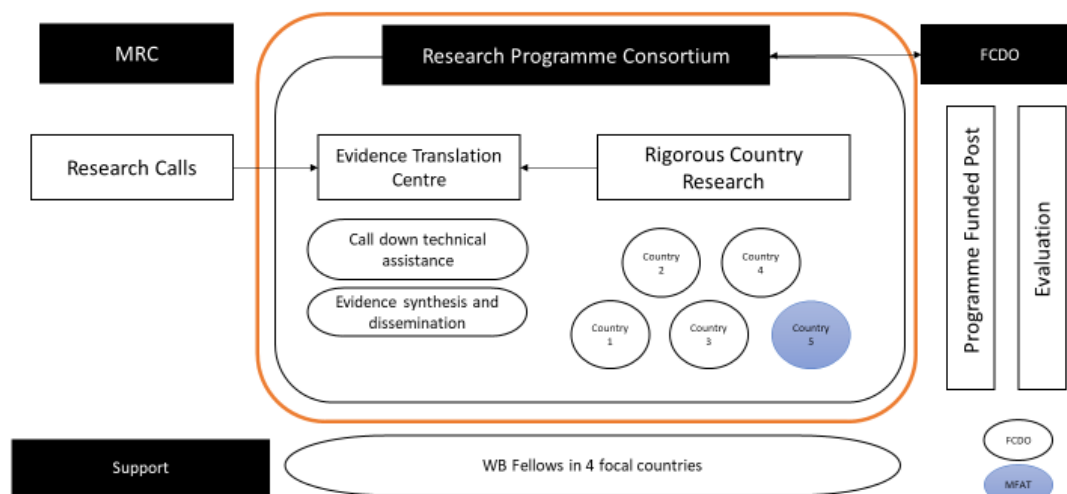 MRC
Research Programme Consortium
FCDO
Research Calls
Evidence Translation
Centre
Rigorous Country
Research
Call down technical
assistance
Evidence synthesis and
dissemination
Country
2
Country
4
Country
1
Country
3
Country
5
Programme Funded Post
Evaluation
Support
WB Fellows in 4 focal countries
FCDO
MFAT